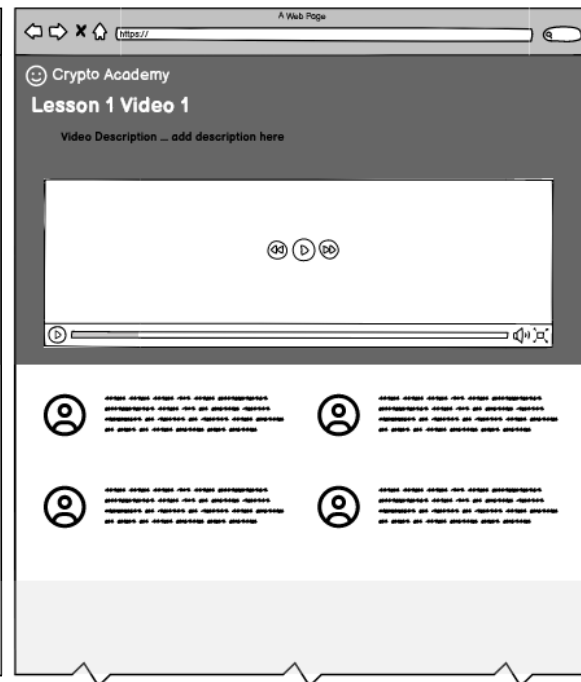 A Web Page
https://
Crypto Academy
Lesson 1 Video 1
Video Description ... add description here